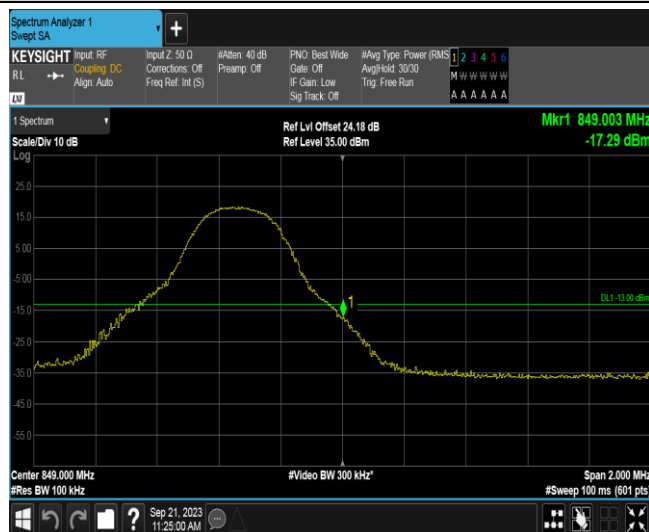 Spectrum Analyzer 1
Swept SA
+
KEYSIGHT Input: RF Input Z: 50 Ω #Atten: 40 dB PNO: Best Wide #Avg Type: Power (RMS 1 2 3 4 5 6
RL Coupling: DC Corrections: Off Preamp: Off Gate: Off Avg|Hold: 30/30 M W W W W W
Align: Auto Freq Ref: Int (S) IF Gain: Low Trig: Free Run
Sig Track: Off A A A A A A
LXI
1 Spectrum Ref Lvl Offset 24.18 dB Mkr1 849.003 MHz
Scale/Div 10 dB Ref Level 35.00 dBm -17.29 dBm
Log
25.0
15.0
5.00
-5.00
1
DL1 -13.00 dBm
-15.0
-25.0
-35.0
-45.0
-55.0
Center 849.000 MHz #Video BW 300 kHz* Span 2.000 MHz
#Res BW 100 kHz #Sweep 100 ms (601 pts)
? Sep 21, 2023
11:25:00 AM